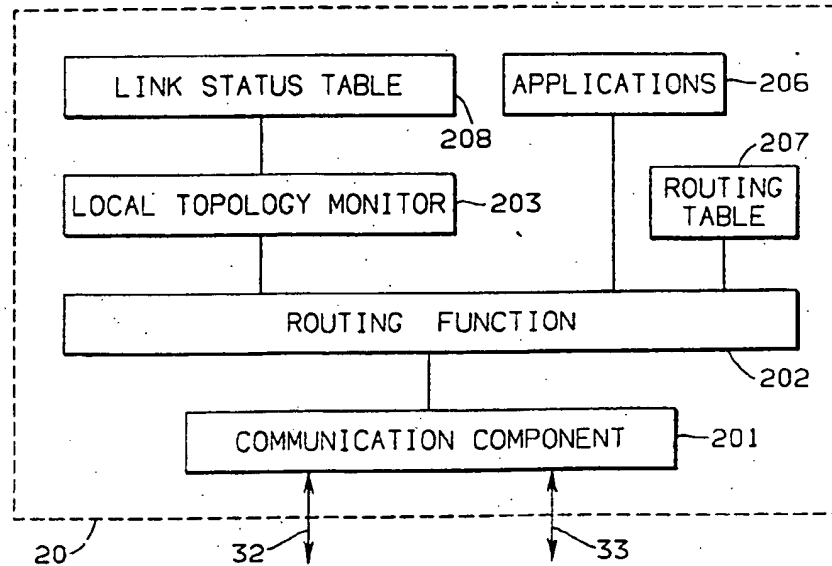 LINK STATUS TABLE
208
APPLICATIONS
206
207
LOCAL TOPOLOGY MONITOR
203
ROUTING
TABLE
ROUTING FUNCTION
202
COMMUNICATION COMPONENT
201
20
32
33